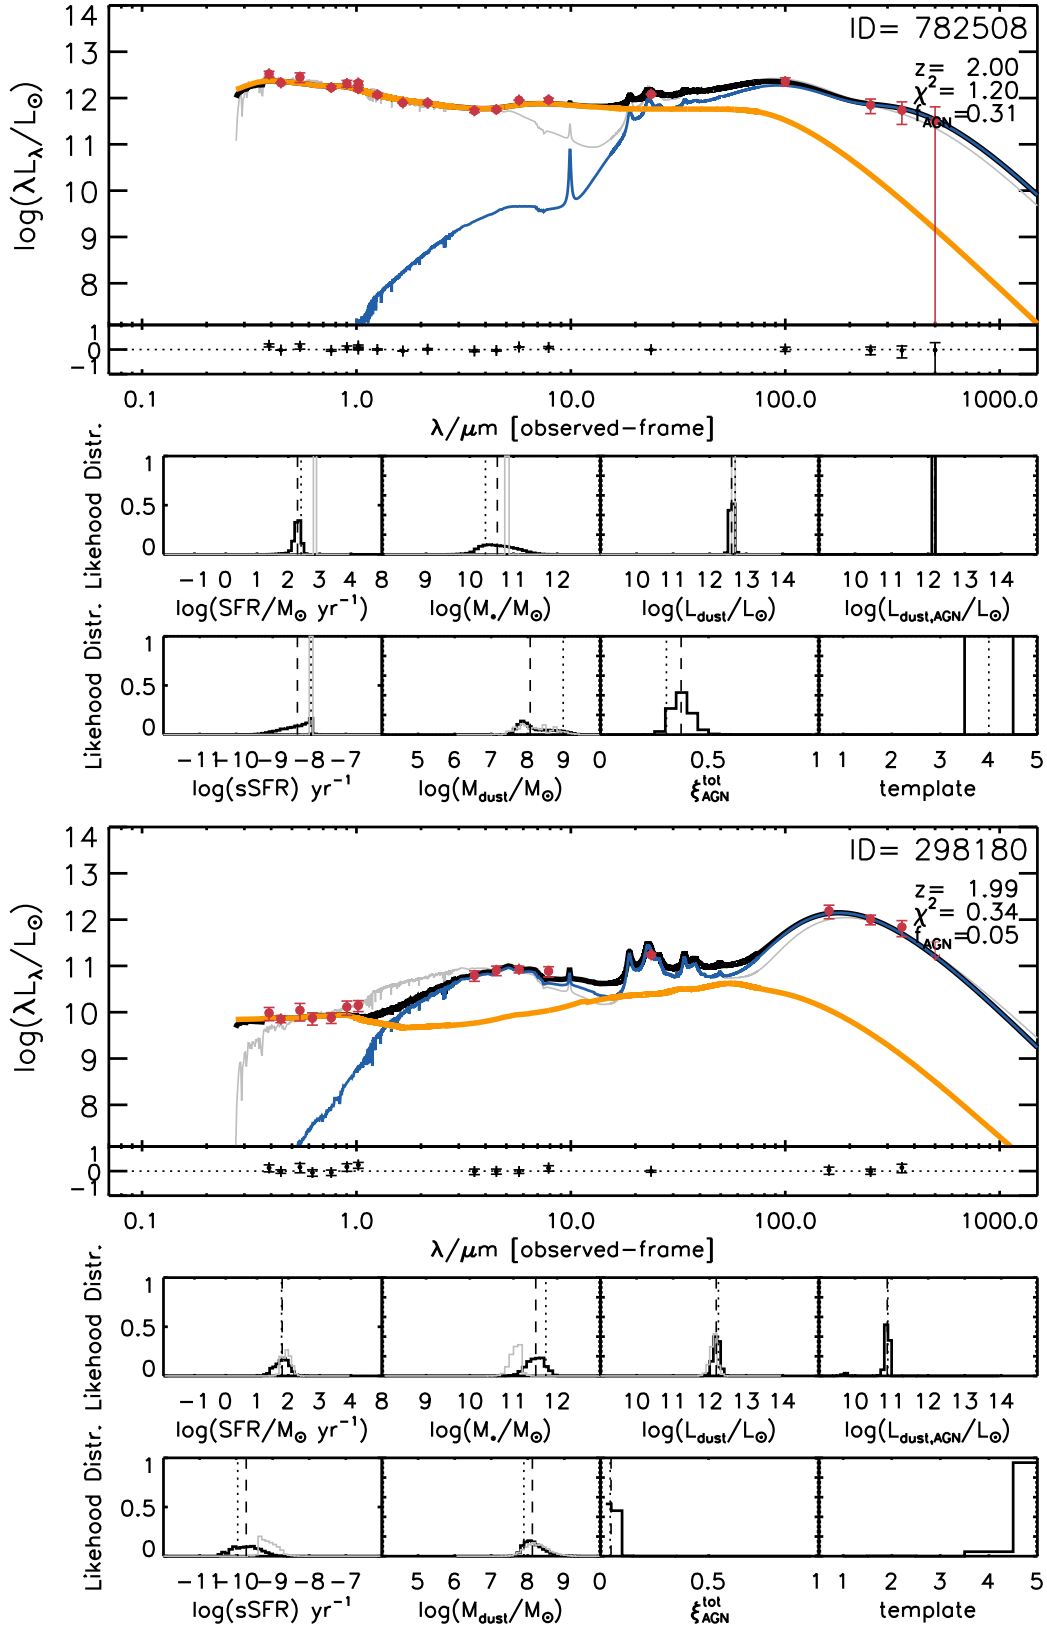 ID= 782508
z= 2.00
χ²= 1.20
f_AGN=0.31
log(λL_λ/L_⊙)
14
13
12
11
10
9
8
1
0
−1
0.1 1.0 10.0 100.0 1000.0
λ/μm [observed−frame]
Likehood Distr.
1
0.5
0
−1 0 1 2 3 4 8 9 10 11 12 10 11 12 13 14 10 11 12 13 14
log(SFR/M_⊙ yr⁻¹) log(M_*/M_⊙) log(L_dust/L_⊙) log(L_dust,AGN/L_⊙)
Likehood Distr.
1
0.5
0
−11−10−9 −8 −7 5 6 7 8 9 0 0.5 1 1 2 3 4 5
log(sSFR) yr⁻¹ log(M_dust/M_⊙) ξ_AGN^tot template
ID= 298180
z= 1.99
χ²= 0.34
f_AGN=0.05
log(λL_λ/L_⊙)
14
13
12
11
10
9
8
1
0
−1
0.1 1.0 10.0 100.0 1000.0
λ/μm [observed−frame]
Likehood Distr.
1
0.5
0
−1 0 1 2 3 4 8 9 10 11 12 10 11 12 13 14 10 11 12 13 14
log(SFR/M_⊙ yr⁻¹) log(M_*/M_⊙) log(L_dust/L_⊙) log(L_dust,AGN/L_⊙)
Likehood Distr.
1
0.5
0
−11−10−9 −8 −7 5 6 7 8 9 0 0.5 1 1 2 3 4 5
log(sSFR) yr⁻¹ log(M_dust/M_⊙) ξ_AGN^tot template